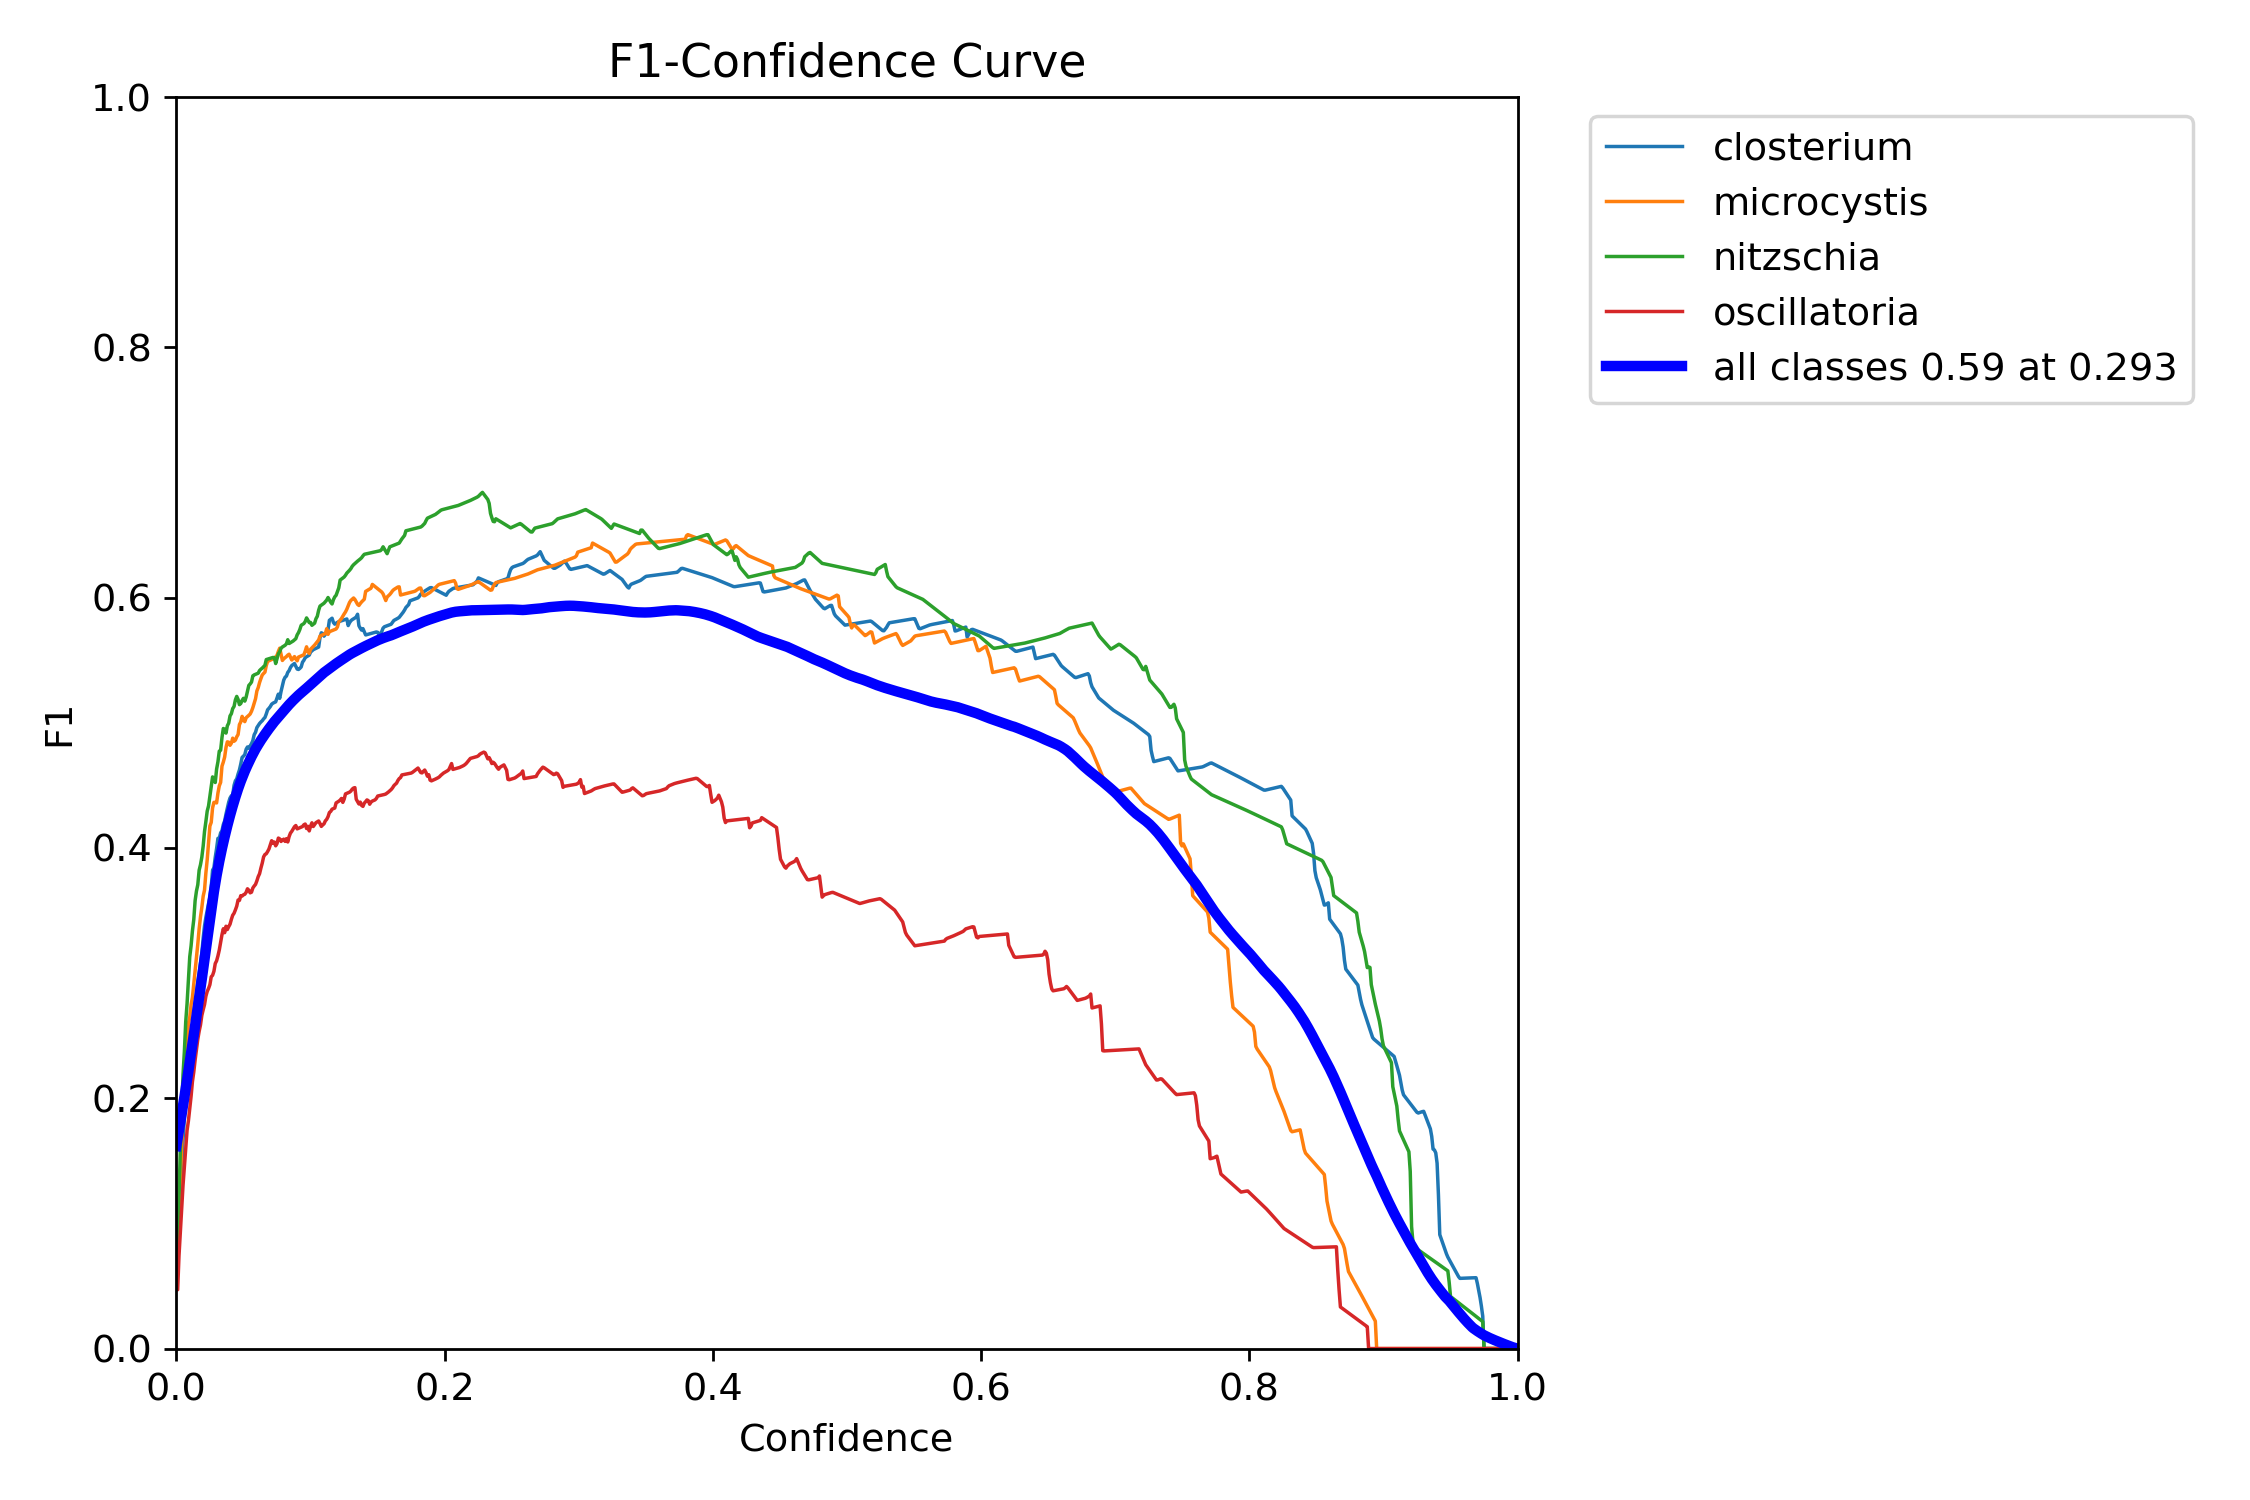 F1-Confidence Curve
1.0
0.8
0.6
0.4
0.2
0.0
F1
0.0 0.2 0.4 0.6 0.8 1.0
Confidence
closterium
microcystis
nitzschia
oscillatoria
all classes 0.59 at 0.293